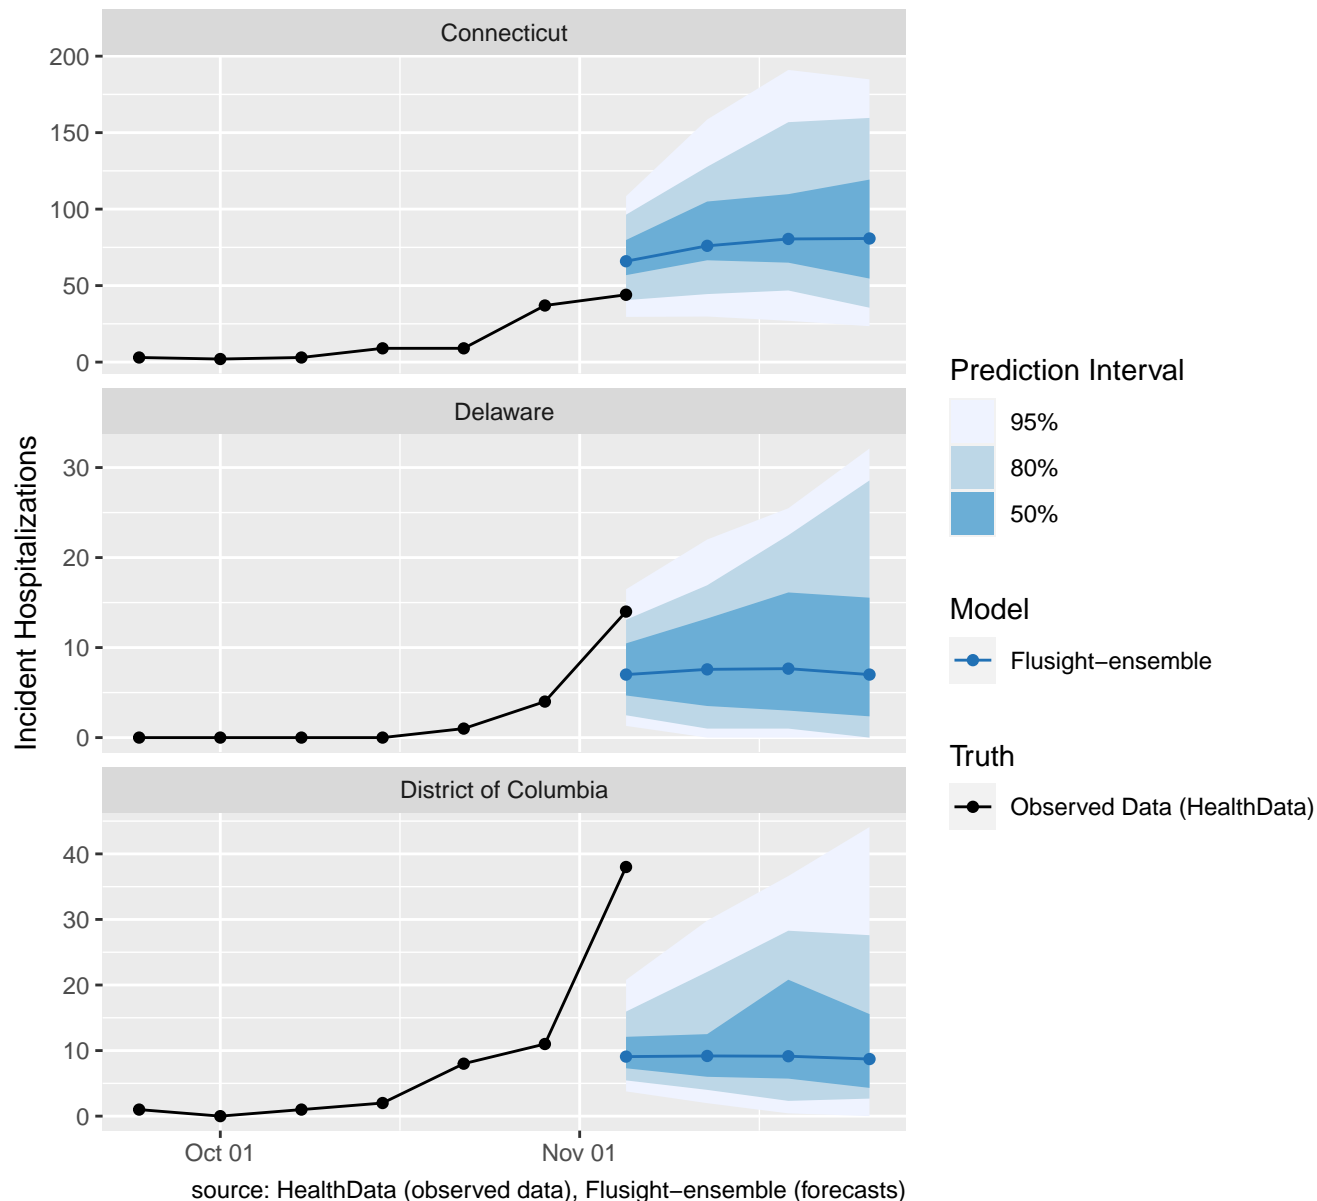 Connecticut
200
150
100
50
0
Delaware
30
20
10
0
District of Columbia
40
30
20
10
0
Incident Hospitalizations
Oct 01
Nov 01
source: HealthData (observed data), Flusight−ensemble (forecasts)
Prediction Interval
95%
80%
50%
Model
Flusight−ensemble
Truth
Observed Data (HealthData)